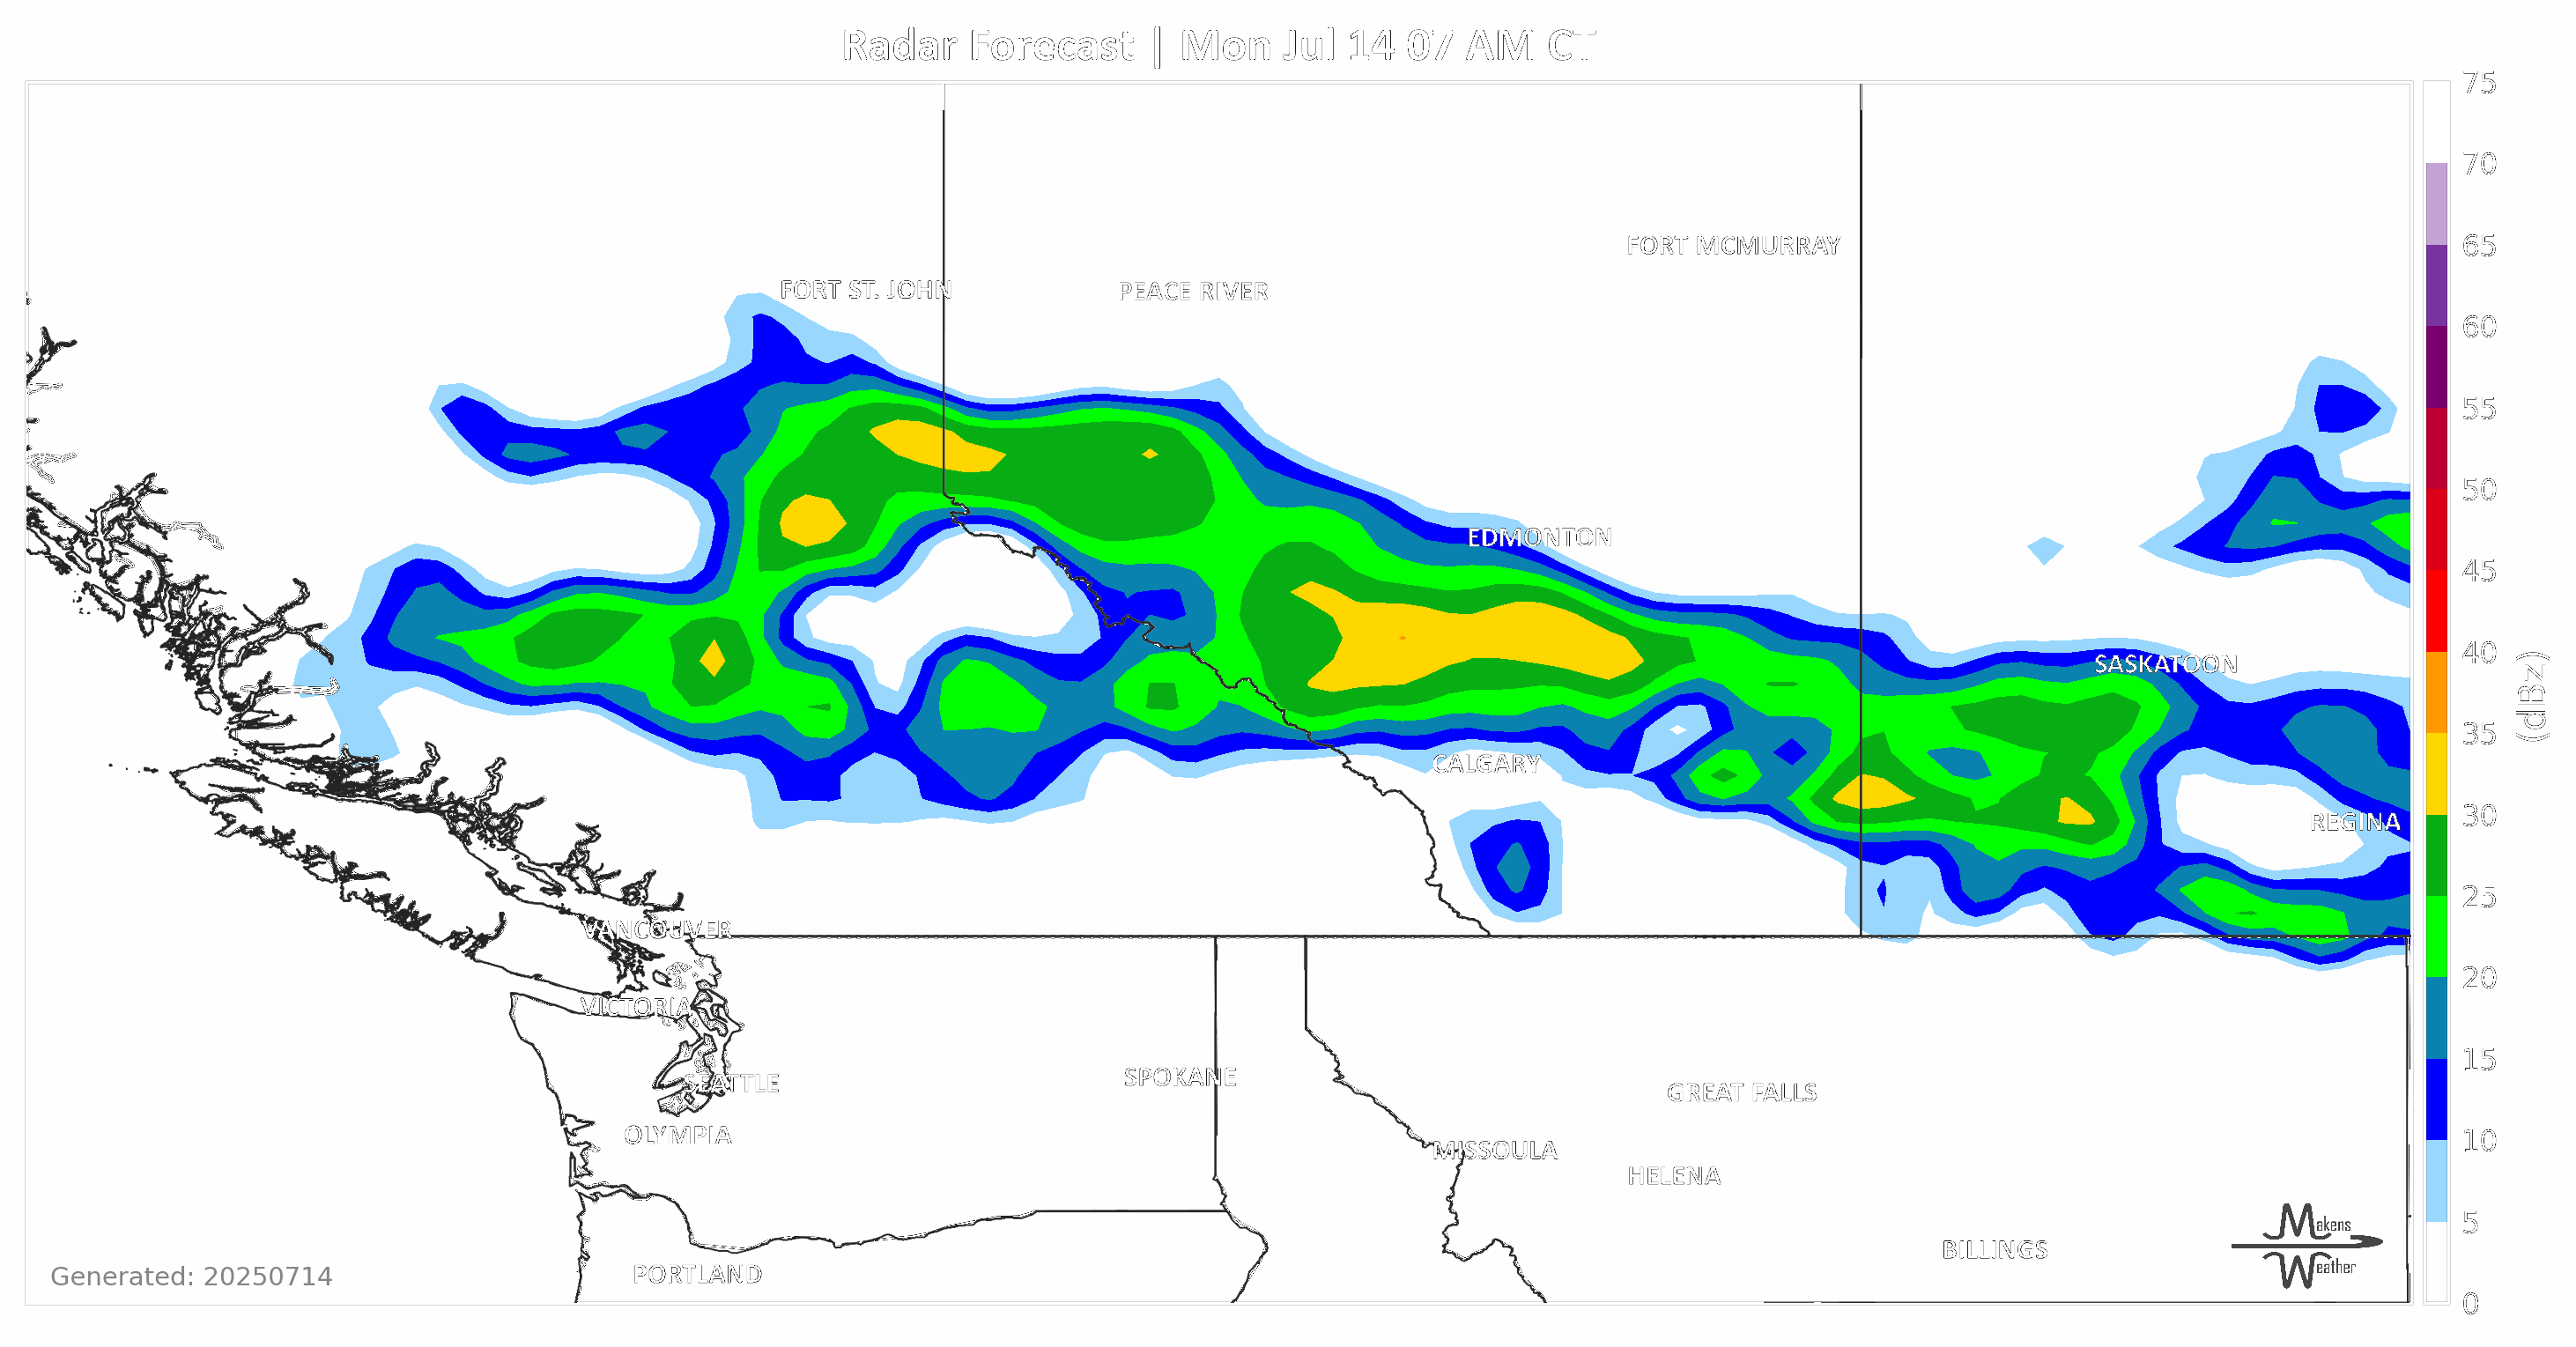 Radar Forecast | Mon Jul 14 07 AM CT
75
70
FORT MCMURRAY
65
FORT ST. JOHN
PEACE RIVER
60
55
50
EDMONTON
45
SASKATOON
40
(dBz)
35
CALGARY
30
REGINA
25
VANCOUVER
20
VICTORIA
15
SEATTLE
SPOKANE
GREAT FALLS
OLYMPIA
10
MISSOULA
HELENA
5
Makens
Weather
BILLINGS
Generated: 20250714
PORTLAND
0